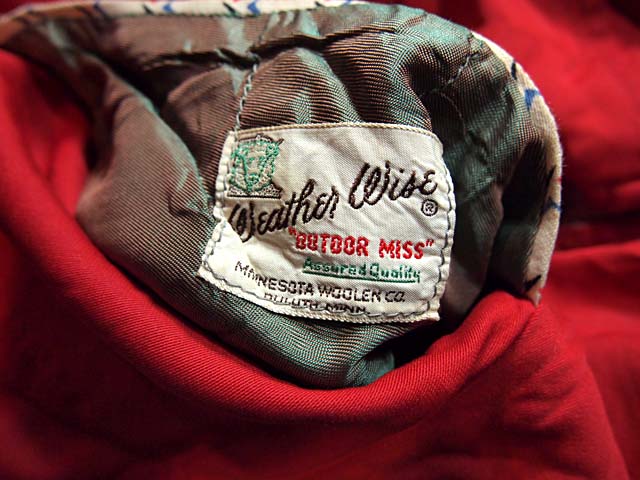 Weather Wise ®
"OUTDOOR MISS"
Assured Quality
MINNESOTA WOOLEN CO.
DULUTH MINN.